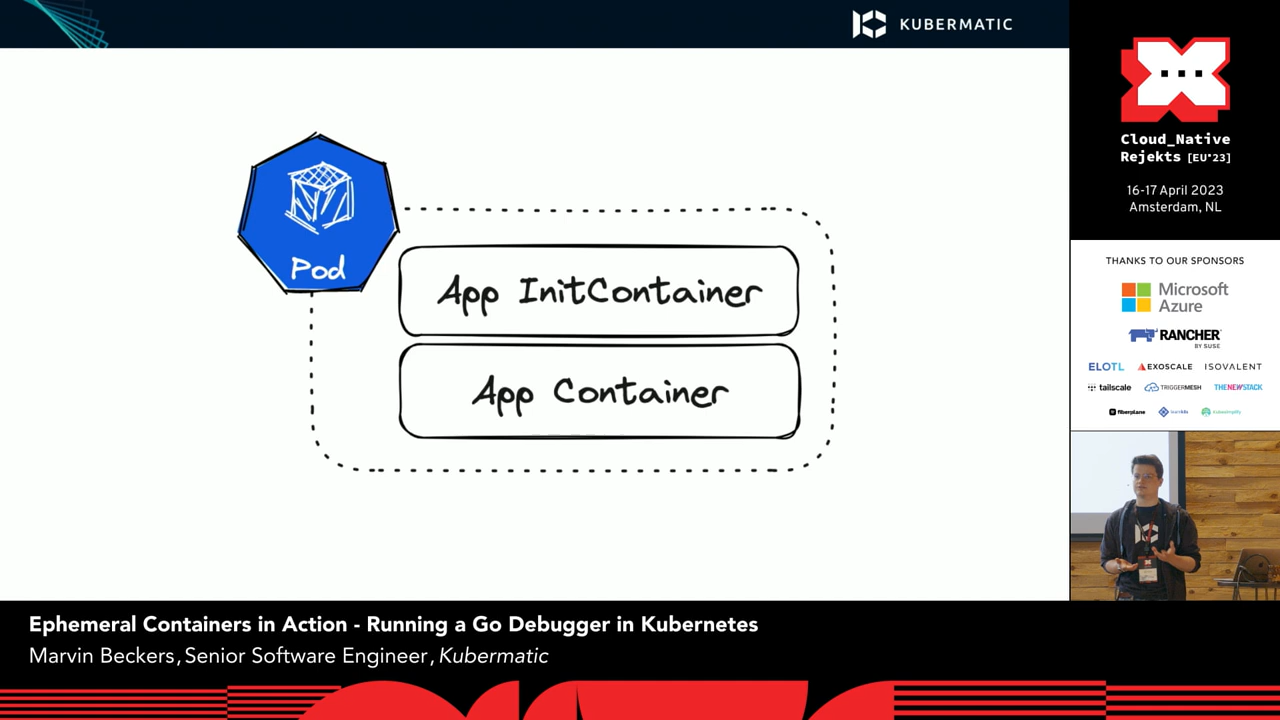 KUBERMATIC
Pod
App InitContainer
App Container
Cloud_Native
Rejekts [EU*23]
16-17 April 2023
Amsterdam, NL
THANKS TO OUR SPONSORS
Microsoft
Azure
RANCHER
BY SUSE
ELOTL EXOSCALE ISOVALENT
tailscale TRIGGERMESH THENEWSTACK
fiberplane
Ephemeral Containers in Action - Running a Go Debugger in Kubernetes
Marvin Beckers, Senior Software Engineer, Kubermatic